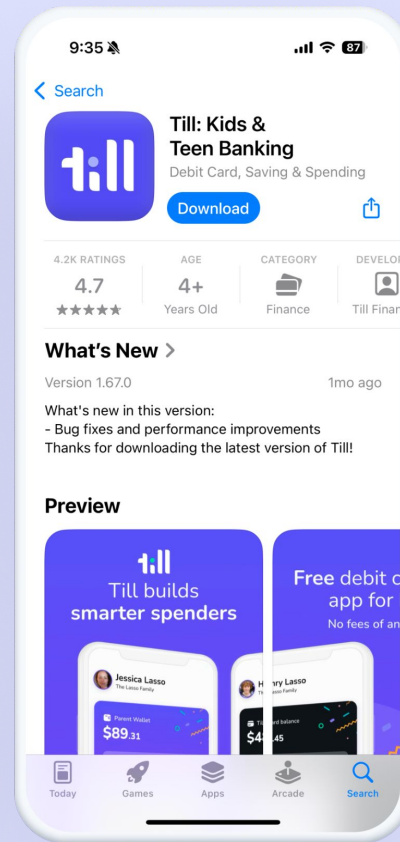 9:35
87
Search
till
Till: Kids &
Teen Banking
Debit Card, Saving & Spending
Download
4.2K RATINGS
AGE
CATEGORY
DEVELOP
4.7
4+
Years Old
Finance
Till Finan
What's New
Version 1.67.0
1mo ago
What's new in this version:
- Bug fixes and performance improvements
Thanks for downloading the latest version of Till!
Preview
till
Till builds
smarter spenders
Free debit c
app for
No fees of an
Jessica Lasso
The Lasso Family
Parent Wallet
$89.31
ry Lasso
$4
.45
Today
Games
Apps
Arcade
Search